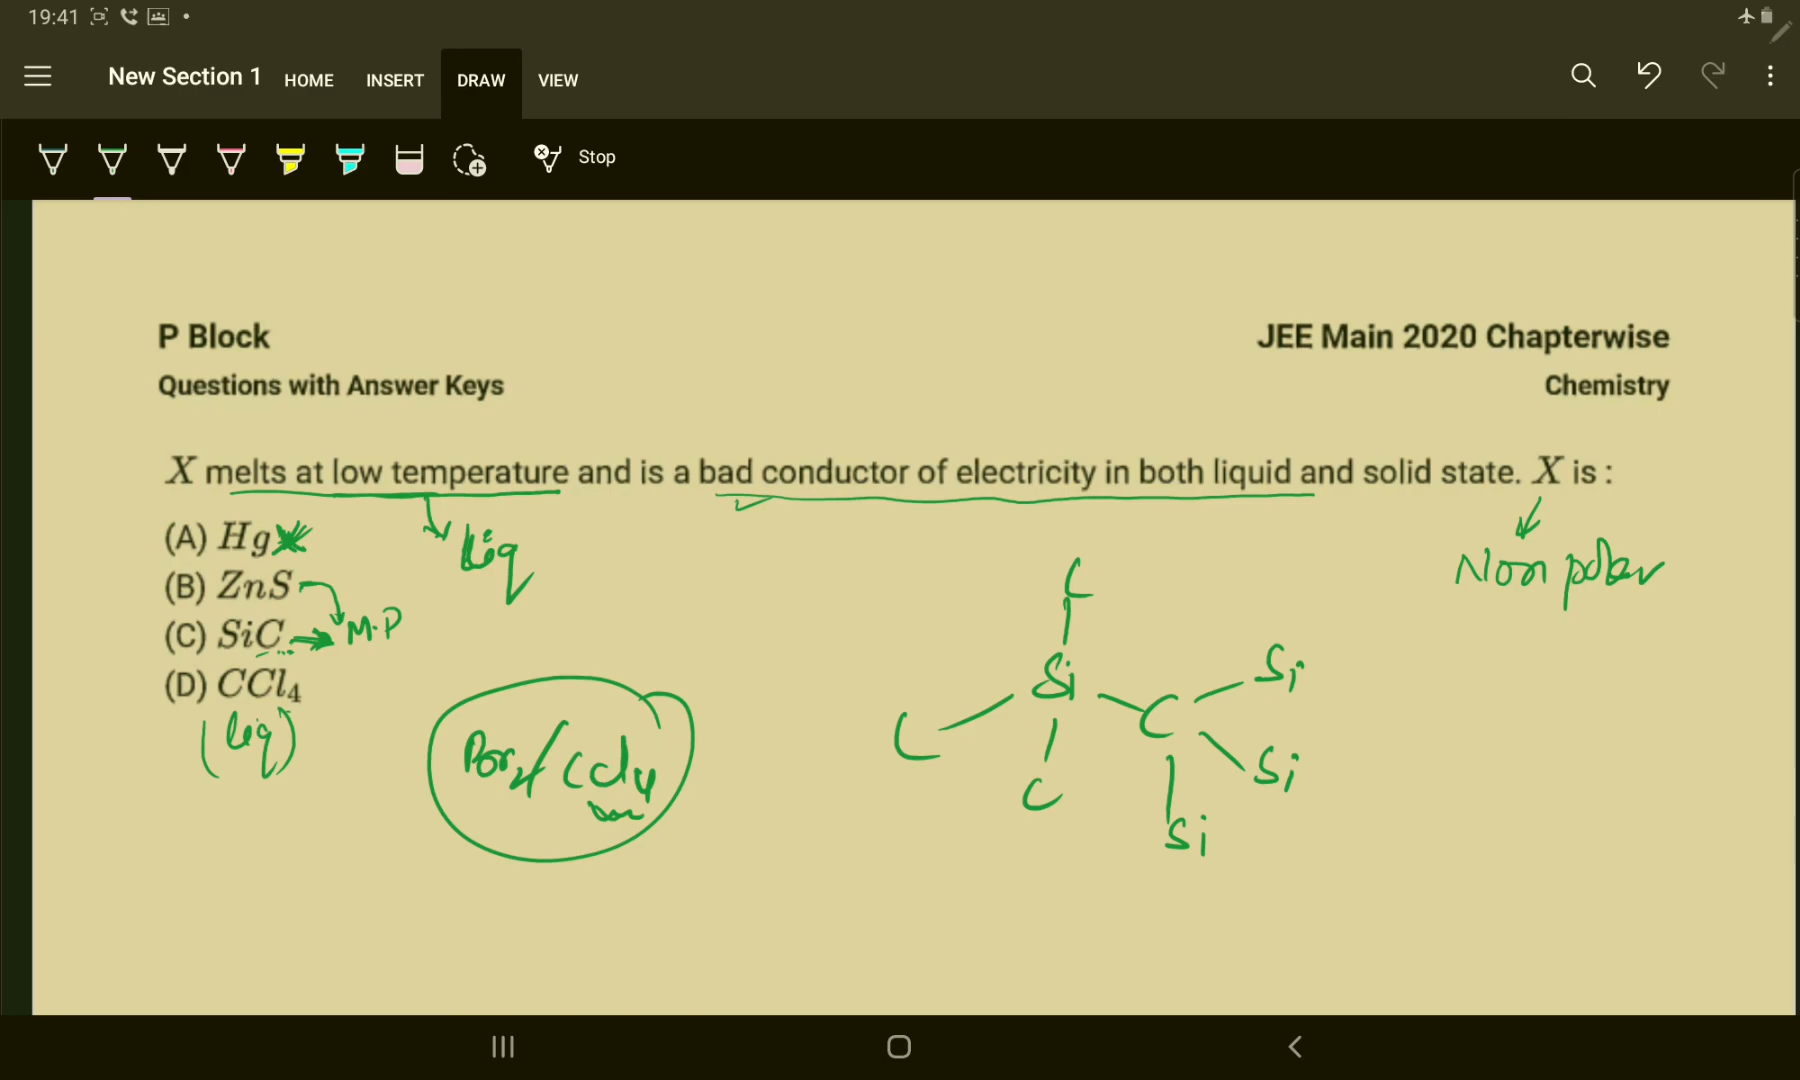 19:41
New Section 1 HOME INSERT DRAW VIEW
Stop
P Block
JEE Main 2020 Chapterwise
Questions with Answer Keys
Chemistry
X melts at low temperature and is a bad conductor of electricity in both liquid and solid state. X is :
(A) Hg
liq
Non polar
(B) ZnS
(C) SiC
M.P
(D) CCl₄
(liq)
Br₂/CCl₄
C
Si
Si
C
C
Si
C
Si